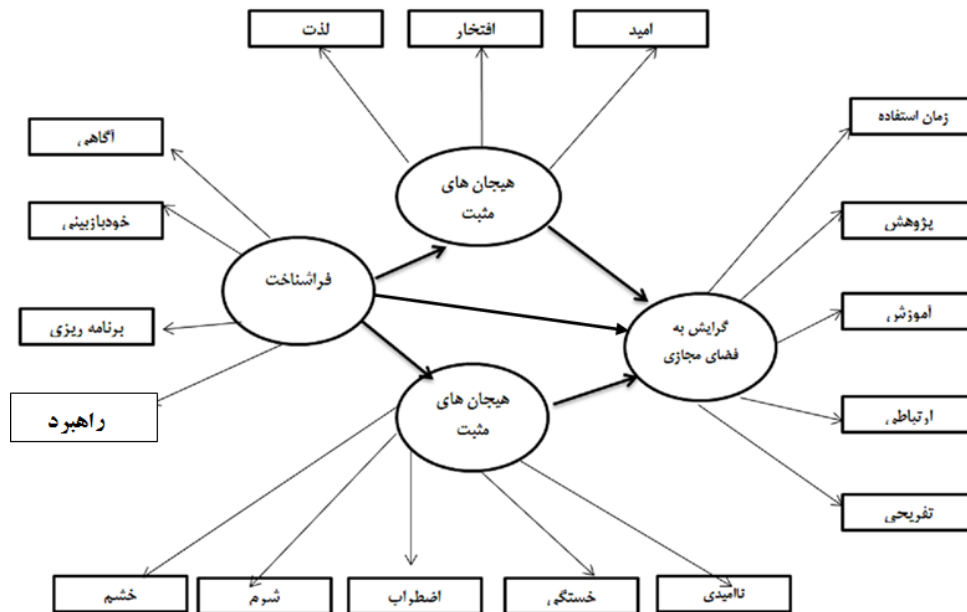 امید
افتخار
لذت
زمان استفاده
آگاهی
هیجان های
مثبت
خودبازبینی
پژوهش
فراشناخت
برنامه ریزی
آموزش
گرایش به
فضای مجازی
هیجان های
مثبت
راهبرد
ارتباطی
تفریحی
ناامیدی
خستگی
اضطراب
شرم
خشم